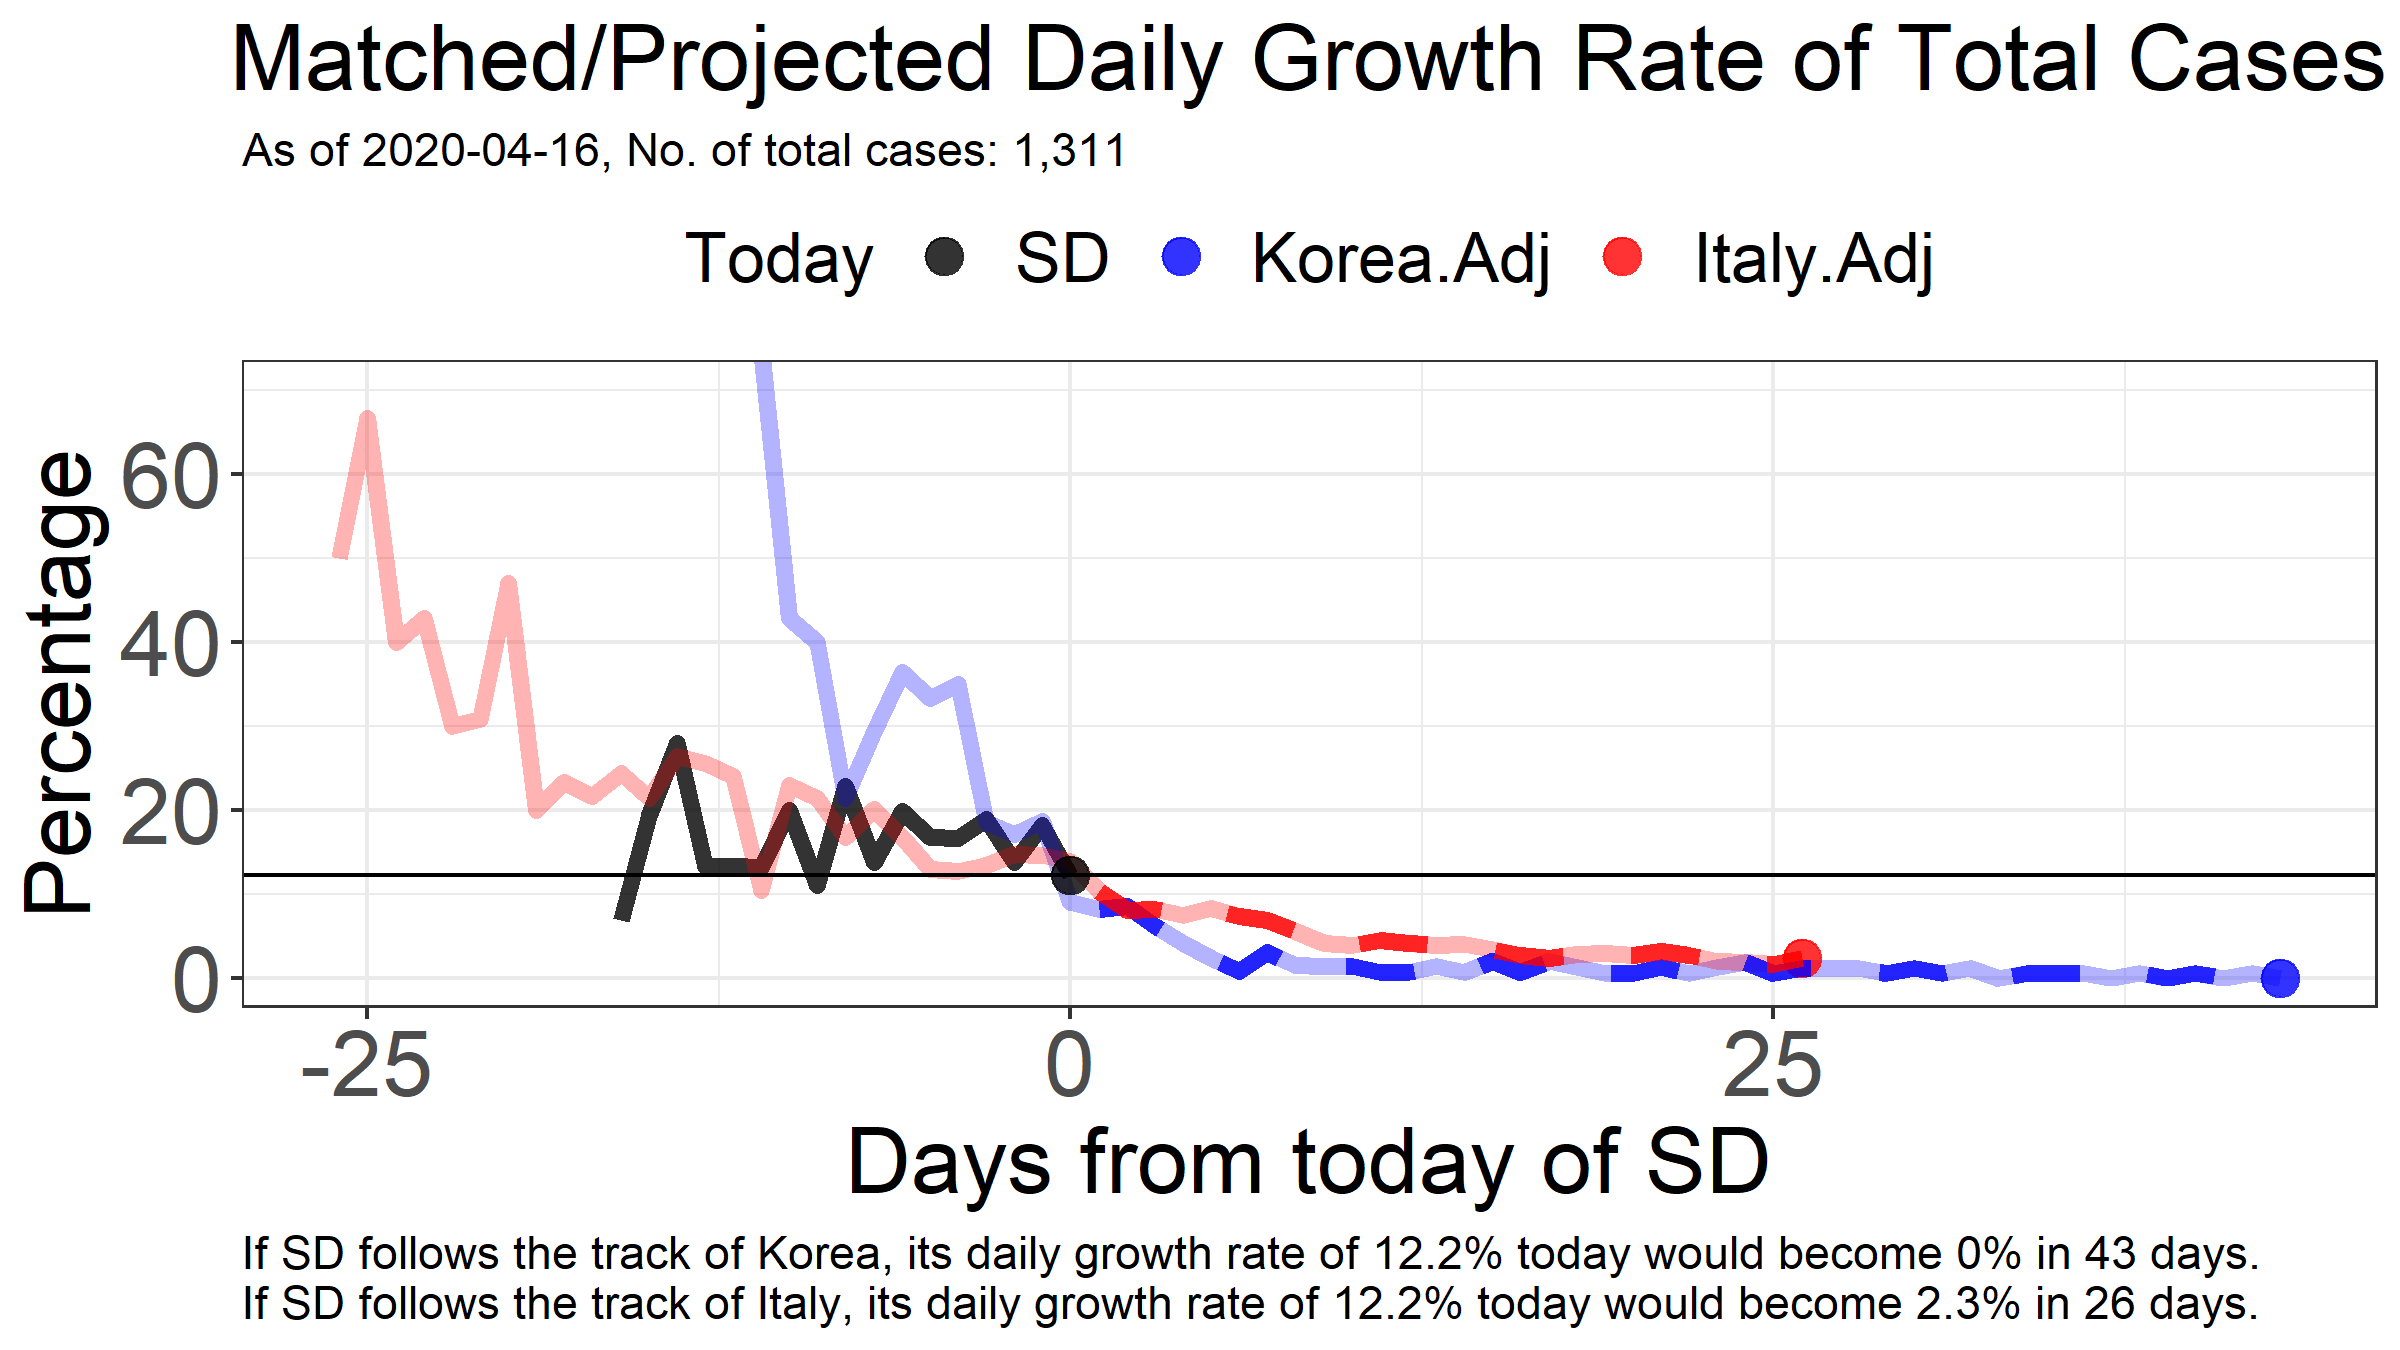 Matched/Projected Daily Growth Rate of Total Cases
As of 2020-04-16, No. of total cases: 1,311
Today SD Korea.Adj Italy.Adj
Percentage
60
40
20
0
-25 0 25
Days from today of SD
If SD follows the track of Korea, its daily growth rate of 12.2% today would become 0% in 43 days.
If SD follows the track of Italy, its daily growth rate of 12.2% today would become 2.3% in 26 days.